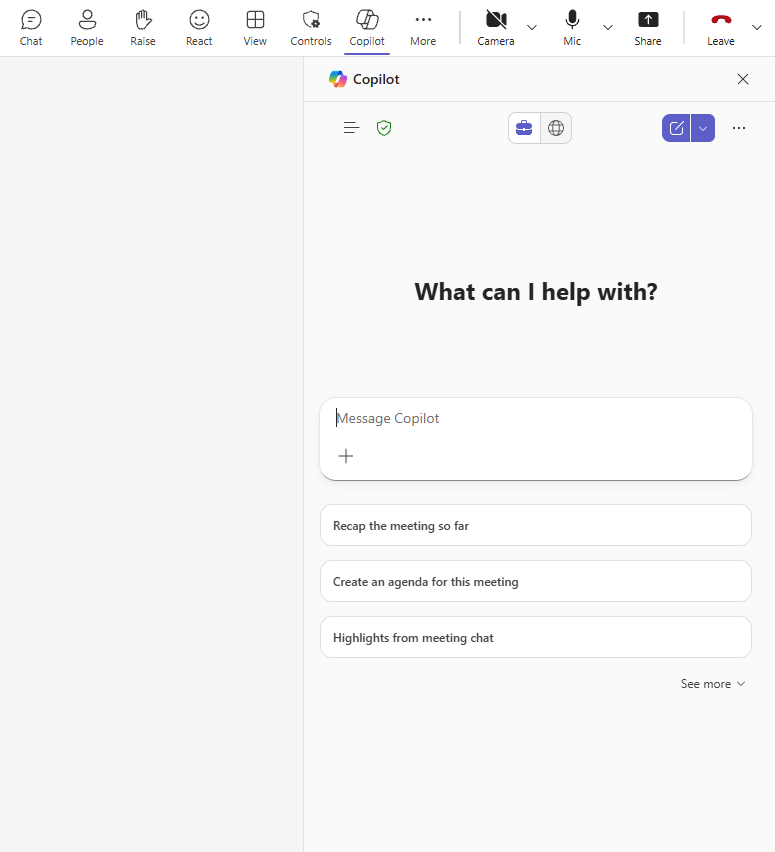 Chat People Raise React View Controls Copilot More Camera Mic Share Leave
Copilot
What can I help with?
Message Copilot
Recap the meeting so far
Create an agenda for this meeting
Highlights from meeting chat
See more